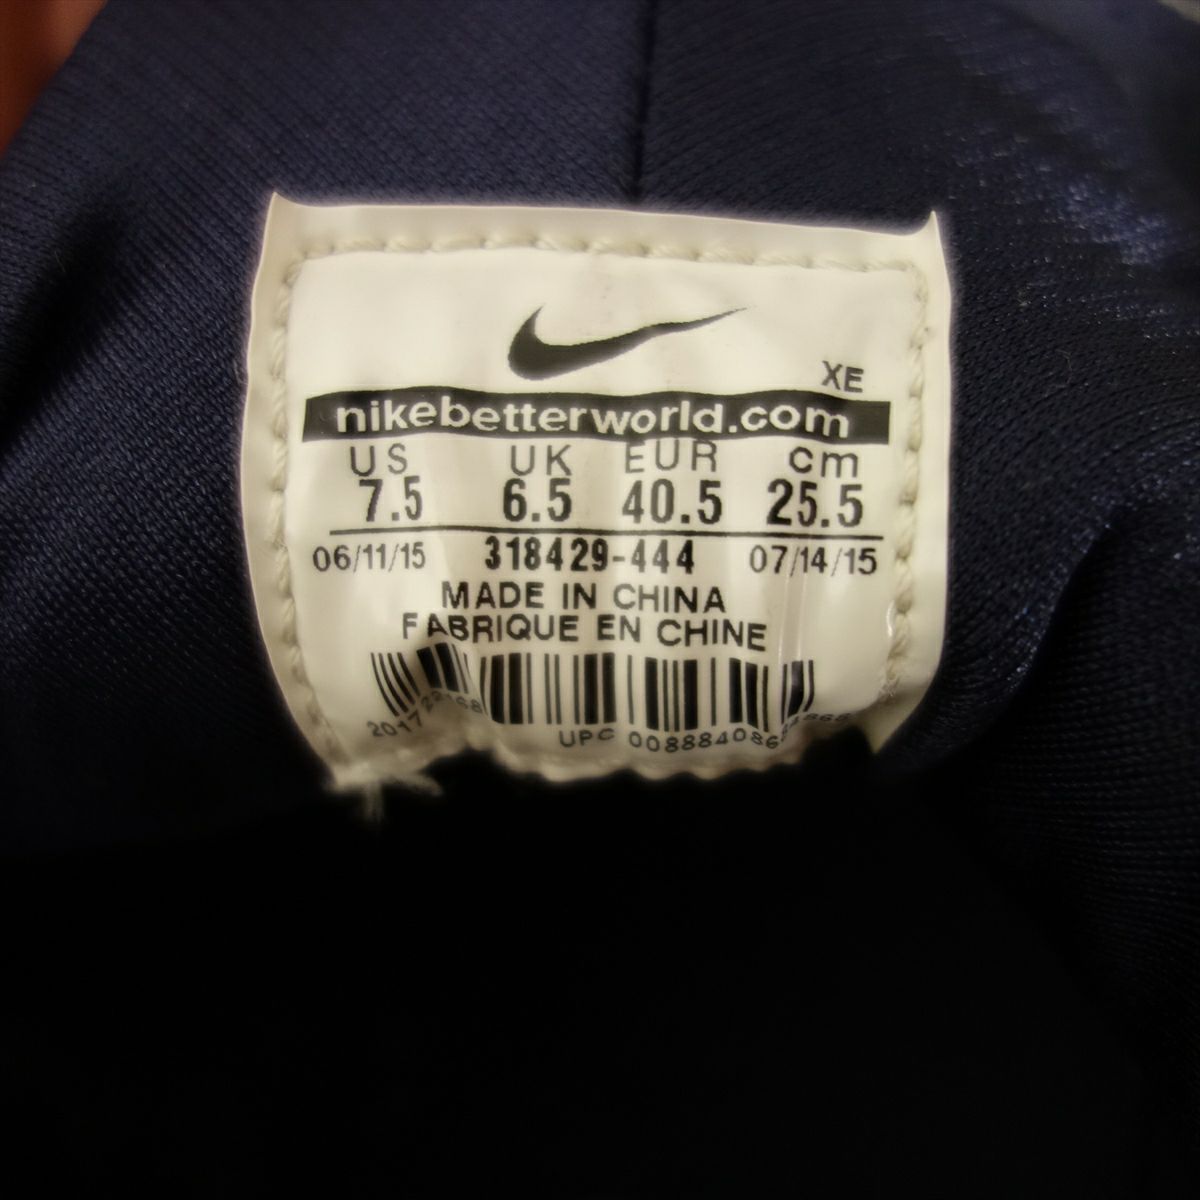 XE
nikebetterworld.com
US UK EUR cm
7.5 6.5 40.5 25.5
06/11/15 318429-444 07/14/15
MADE IN CHINA
FABRIQUE EN CHINE
UPC